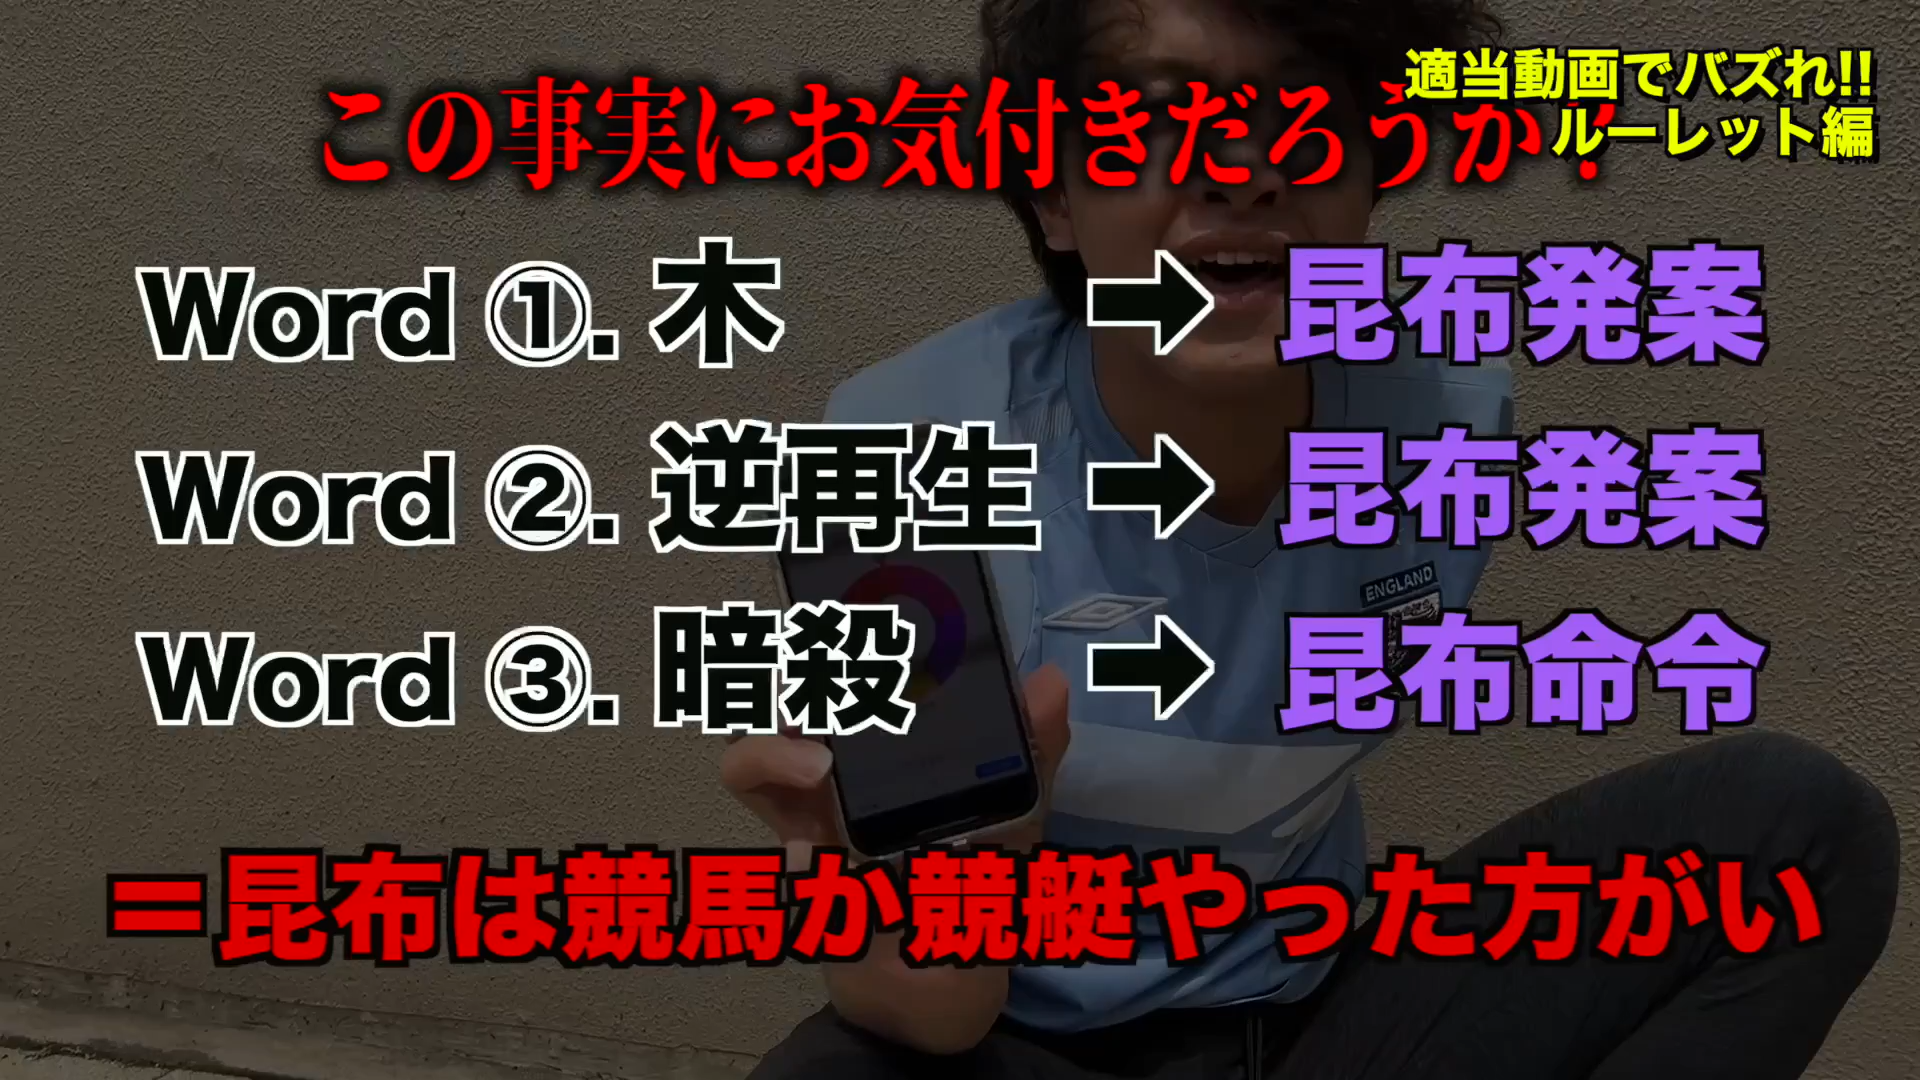 適当動画でバズれ!!
ルーレット編
この事実にお気付きだろうか?
Word ①. 木 ➡ 昆布発案
Word ②. 逆再生 ➡ 昆布発案
Word ③. 暗殺 ➡ 昆布命令
ENGLAND
＝昆布は競馬か競艇やった方がい